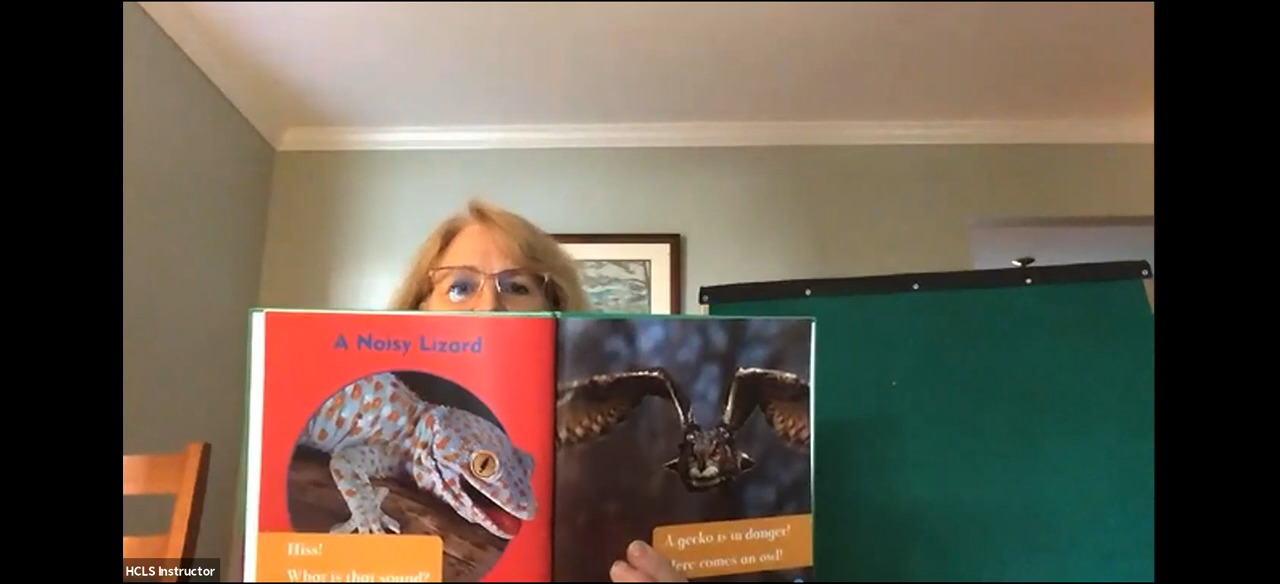 A Noisy Lizard
Hiss!
What is that sound?
A gecko is in danger!
Here comes an owl!
HCLS Instructor